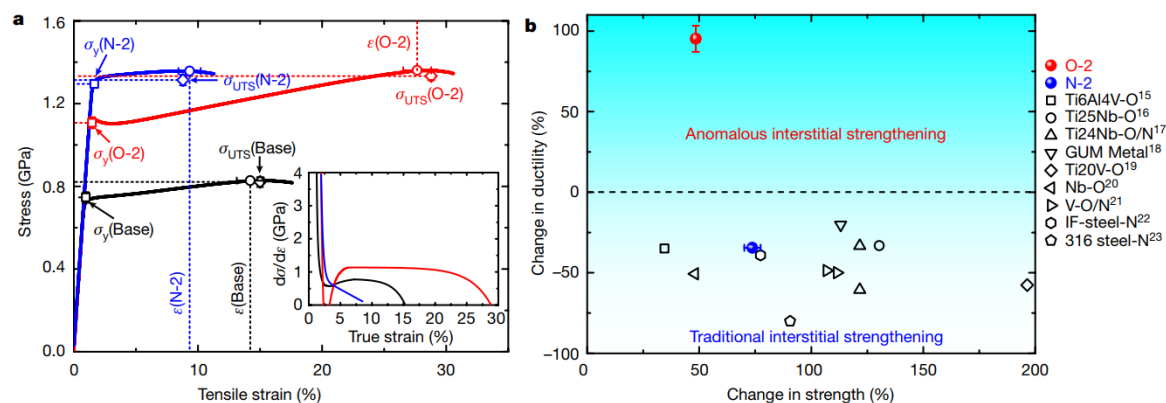 a
1.6
1.2
0.8
0.4
0.0
Stress (GPa)
0
10
20
30
Tensile strain (%)
σy(N-2)
σUTS(N-2)
ε(O-2)
σUTS(O-2)
σy(O-2)
σUTS(Base)
σy(Base)
ε(N-2)
ε(Base)
4
3
2
1
0
dσ/dε (GPa)
0 5 10 15 20 25 30
True strain (%)
b
100
50
0
−50
−100
Change in ductility (%)
Anomalous interstitial strengthening
Traditional interstitial strengthening
0
50
100
150
200
Change in strength (%)
O-2
N-2
Ti6Al4V-O15
Ti25Nb-O16
Ti24Nb-O/N17
GUM Metal18
Ti20V-O19
Nb-O20
V-O/N21
IF-steel-N22
316 steel-N23